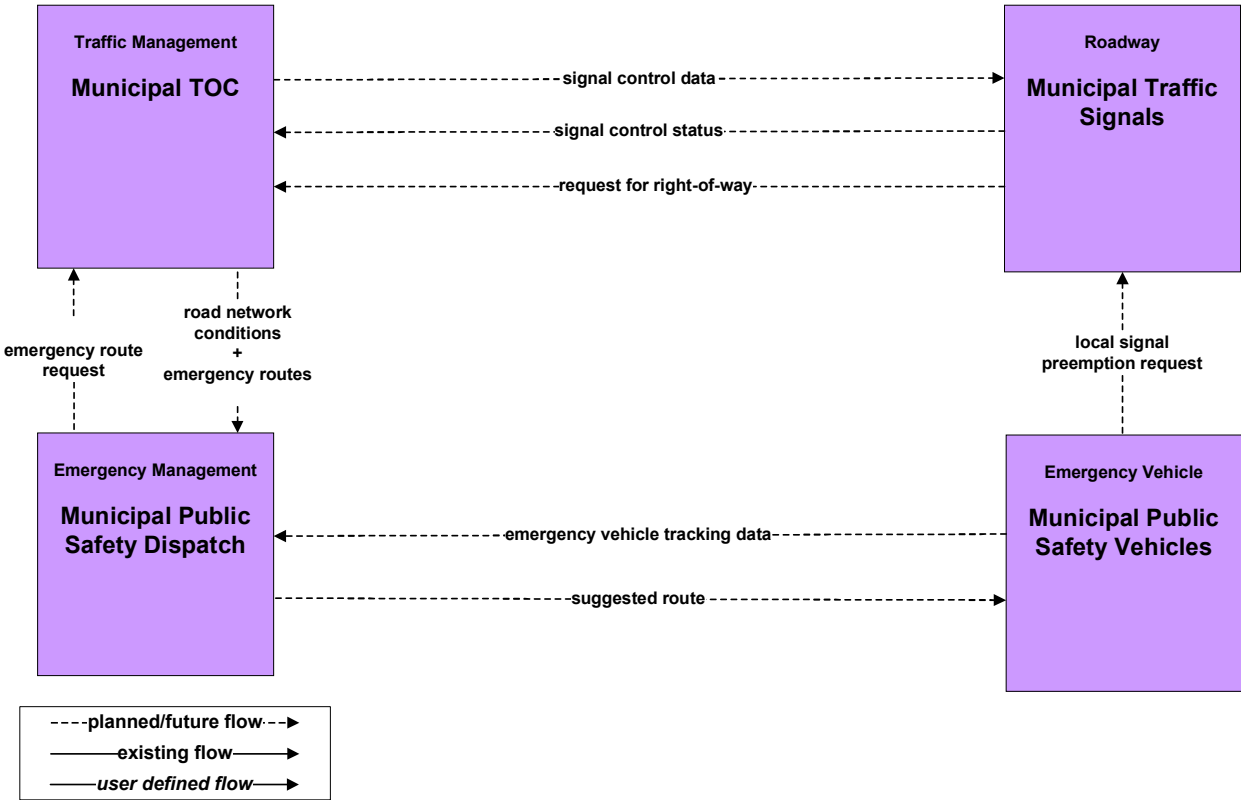 Traffic Management
Municipal TOC
Roadway
Municipal Traffic
Signals
signal control data
signal control status
request for right-of-way
emergency route
request
road network
conditions
+
emergency routes
local signal
preemption request
Emergency Management
Municipal Public
Safety Dispatch
Emergency Vehicle
Municipal Public
Safety Vehicles
emergency vehicle tracking data
suggested route
planned/future flow
existing flow
user defined flow